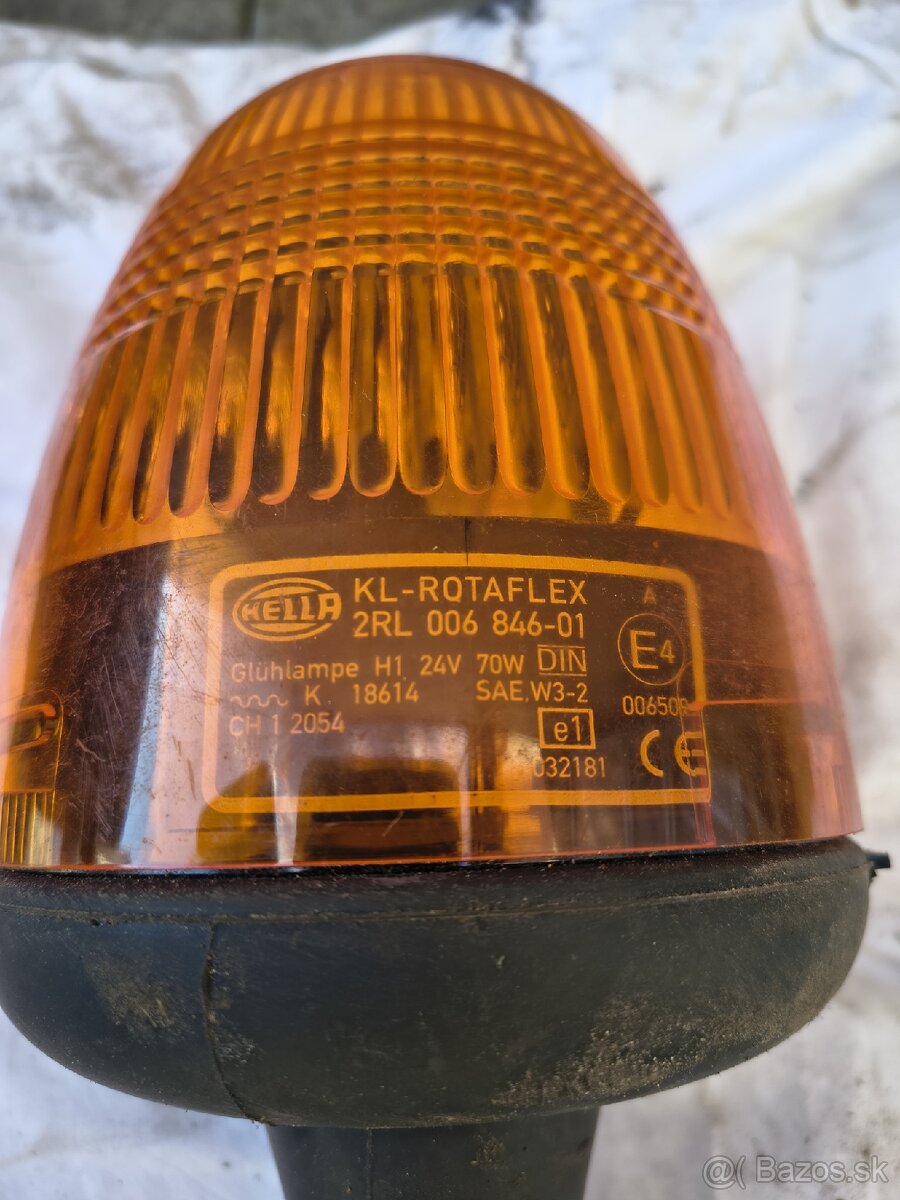 HELLA KL-ROTAFLEX
2RL 006 846-01
Glühlampe H1 24V 70W DIN
K 18614 SAE.W3-2
CH 1 2054
e1
032181
A
E4
CE
@( Bazos.sk